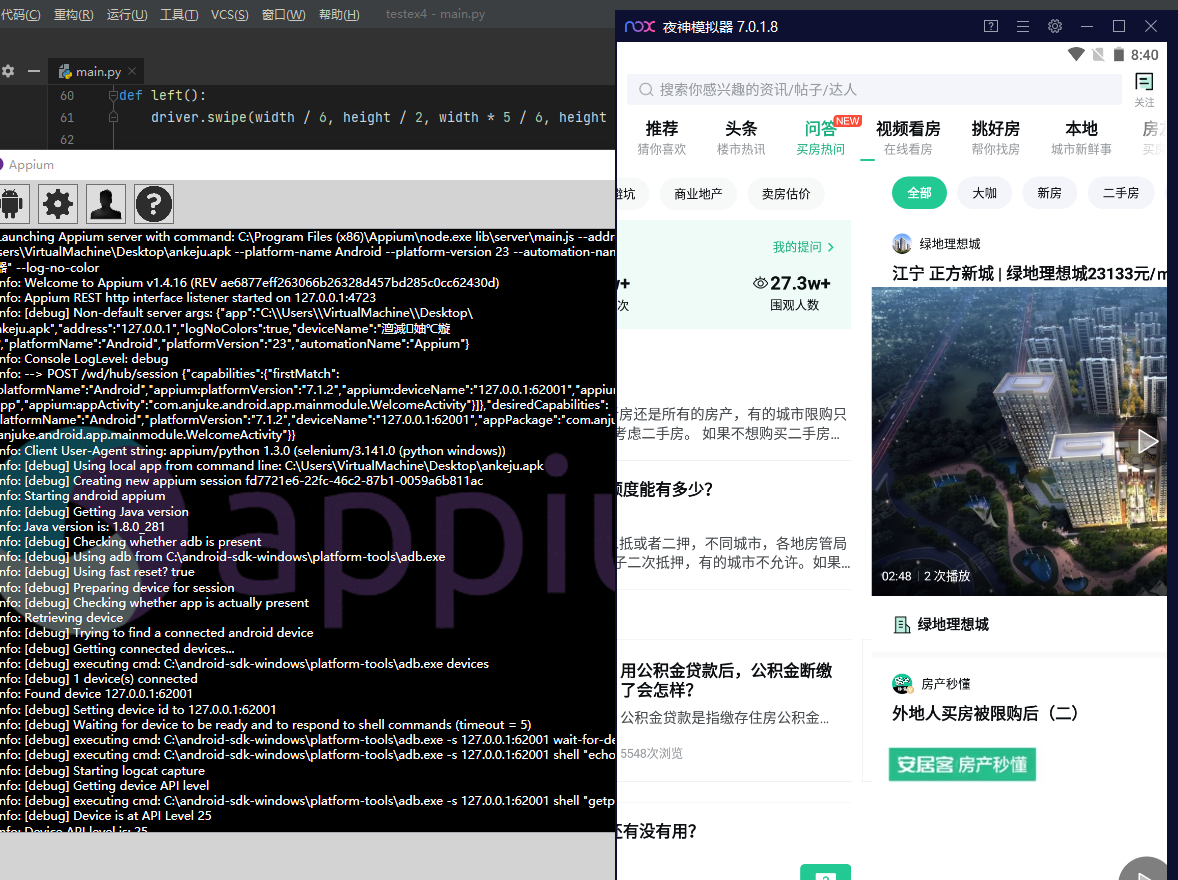 代码(C) 重构(R) 运行(U) 工具(T) VCS(S) 窗口(W) 帮助(H) testex4 - main.py
main.py
60 def left():
61 driver.swipe(width / 6, height / 2, width * 5 / 6, height
62
Appium
Launching Appium server with command: C:\Program Files (x86)\Appium\node.exe lib\server\main.js --addr
sers\VirtualMachine\Desktop\ankeju.apk --platform-name Android --platform-version 23 --automation-nam
器" --log-no-color
nfo: Welcome to Appium v1.4.16 (REV ae6877eff263066b26328d457bd285c0cc62430d)
nfo: Appium REST http interface listener started on 127.0.0.1:4723
nfo: [debug] Non-default server args: {"app":"C:\\Users\\VirtualMachine\\Desktop\
nkeju.apk","address":"127.0.0.1","logNoColors":true,"deviceName":"
","platformName":"Android","platformVersion":"23","automationName":"Appium"}
nfo: Console LogLevel: debug
nfo: --> POST /wd/hub/session {"capabilities":{"firstMatch":
platformName":"Android","appium:platformVersion":"7.1.2","appium:deviceName":"127.0.0.1:62001","appiu
pp","appium:appActivity":"com.anjuke.android.app.mainmodule.WelcomeActivity"}]},"desiredCapabilities":
latformName":"Android","platformVersion":"7.1.2","deviceName":"127.0.0.1:62001","appPackage":"com.anju
anjuke.android.app.mainmodule.WelcomeActivity"}}
nfo: Client User-Agent string: appium/python 1.3.0 (selenium/3.141.0 (python windows))
nfo: [debug] Using local app from command line: C:\Users\VirtualMachine\Desktop\ankeju.apk
nfo: [debug] Creating new appium session fd7721e6-22fc-46c2-87b1-0059a6b811ac
nfo: Starting android appium
nfo: [debug] Getting Java version
nfo: Java version is: 1.8.0_281
nfo: [debug] Checking whether adb is present
nfo: [debug] Using adb from C:\android-sdk-windows\platform-tools\adb.exe
nfo: [debug] Using fast reset? true
nfo: [debug] Preparing device for session
nfo: [debug] Checking whether app is actually present
nfo: Retrieving device
nfo: [debug] Trying to find a connected android device
nfo: [debug] Getting connected devices...
nfo: [debug] executing cmd: C:\android-sdk-windows\platform-tools\adb.exe devices
nfo: [debug] 1 device(s) connected
nfo: Found device 127.0.0.1:62001
nfo: [debug] Setting device id to 127.0.0.1:62001
nfo: [debug] Waiting for device to be ready and to respond to shell commands (timeout = 5)
nfo: [debug] executing cmd: C:\android-sdk-windows\platform-tools\adb.exe -s 127.0.0.1:62001 wait-for-de
nfo: [debug] executing cmd: C:\android-sdk-windows\platform-tools\adb.exe -s 127.0.0.1:62001 shell "echo
nfo: [debug] Starting logcat capture
nfo: [debug] Getting device API level
nfo: [debug] executing cmd: C:\android-sdk-windows\platform-tools\adb.exe -s 127.0.0.1:62001 shell "getp
nfo: [debug] Device is at API Level 25
nfo: Device API level is: 25
appiu
nox 夜神模拟器 7.0.1.8
8:40
搜索你感兴趣的资讯/帖子/达人
关注
推荐 头条 问答 NEW 视频看房 挑好房 本地 房
猜你喜欢 楼市热讯 买房热问 在线看房 帮你找房 城市新鲜事 买房
避坑 商业地产 卖房估价
我的提问
w+ 27.3w+
次 围观人数
房还是所有的房产，有的城市限购只
考虑二手房。 如果不想购买二手房...
额度能有多少?
抵或者二押，不同城市，各地房管局
子二次抵押，有的城市不允许。如果...
用公积金贷款后，公积金断缴
了会怎样?
公积金贷款是指缴存住房公积金...
5548次浏览
还有没有用?
全部 大咖 新房 二手房
绿地理想城
江宁 正方新城 | 绿地理想城23133元/m
02:48 2 次播放
绿地理想城
房产秒懂
外地人买房被限购后（二）
安居客 房产秒懂